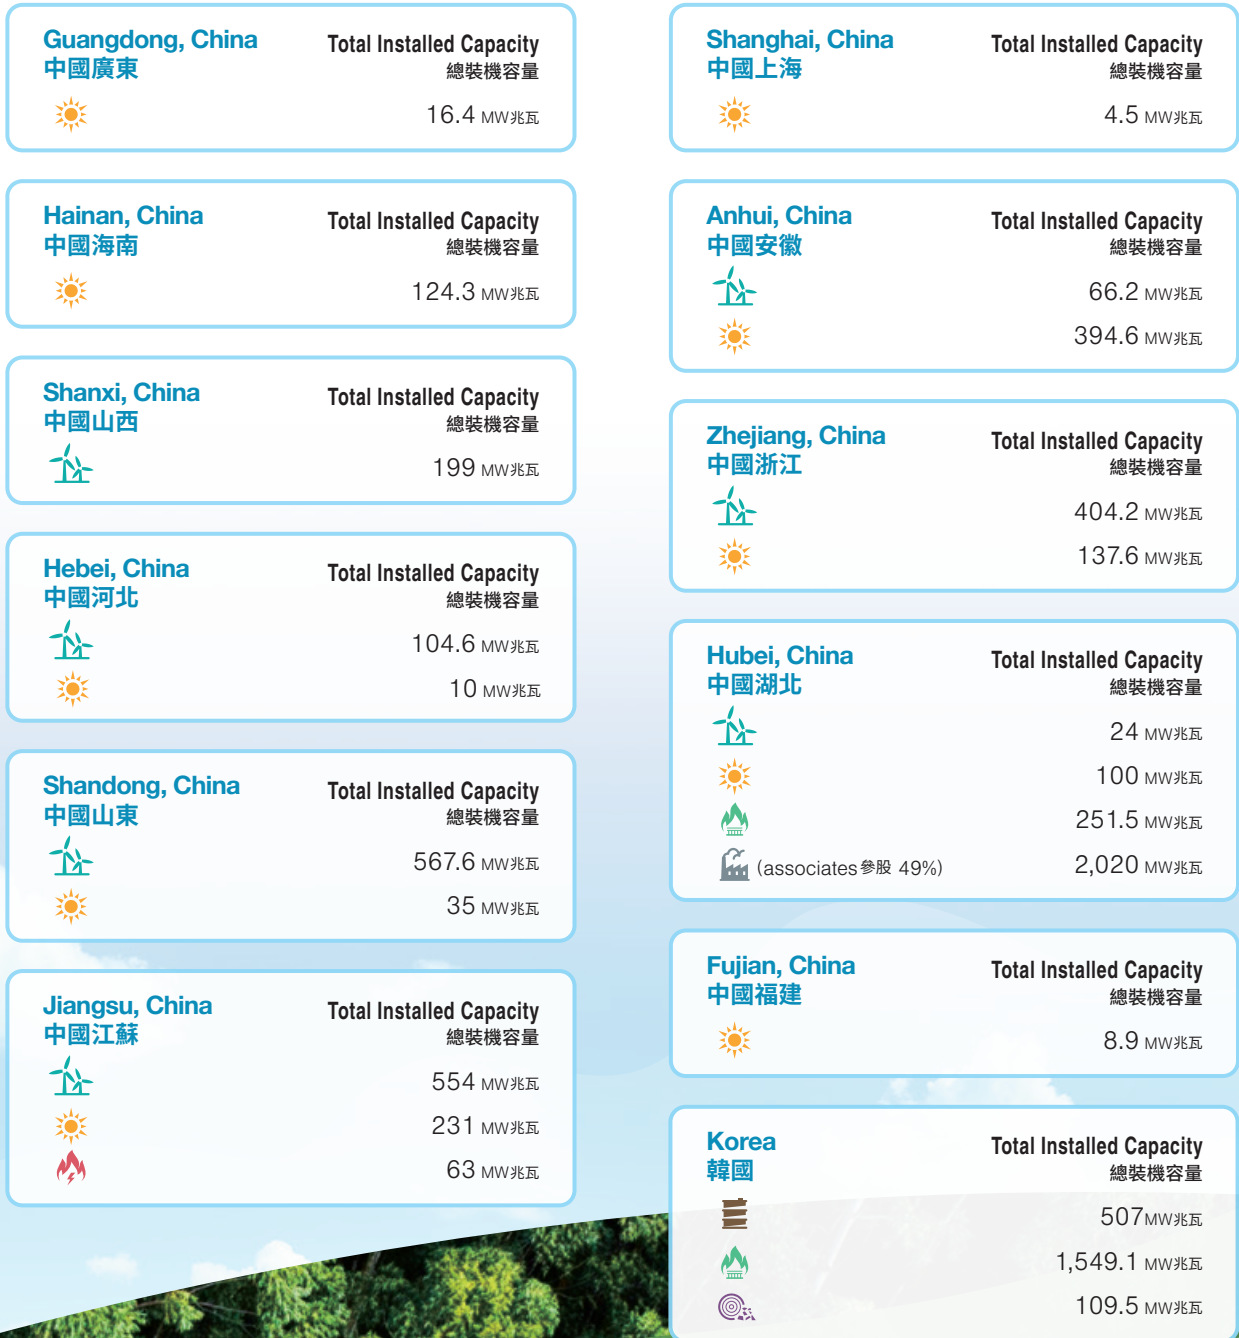 Guangdong, China
中國廣東
Total Installed Capacity
總裝機容量
16.4 MW兆瓦
Hainan, China
中國海南
Total Installed Capacity
總裝機容量
124.3 MW兆瓦
Shanxi, China
中國山西
Total Installed Capacity
總裝機容量
199 MW兆瓦
Hebei, China
中國河北
Total Installed Capacity
總裝機容量
104.6 MW兆瓦
10 MW兆瓦
Shandong, China
中國山東
Total Installed Capacity
總裝機容量
567.6 MW兆瓦
35 MW兆瓦
Jiangsu, China
中國江蘇
Total Installed Capacity
總裝機容量
554 MW兆瓦
231 MW兆瓦
63 MW兆瓦
Shanghai, China
中國上海
Total Installed Capacity
總裝機容量
4.5 MW兆瓦
Anhui, China
中國安徽
Total Installed Capacity
總裝機容量
66.2 MW兆瓦
394.6 MW兆瓦
Zhejiang, China
中國浙江
Total Installed Capacity
總裝機容量
404.2 MW兆瓦
137.6 MW兆瓦
Hubei, China
中國湖北
Total Installed Capacity
總裝機容量
24 MW兆瓦
100 MW兆瓦
251.5 MW兆瓦
(associates參股 49%) 2,020 MW兆瓦
Fujian, China
中國福建
Total Installed Capacity
總裝機容量
8.9 MW兆瓦
Korea
韓國
Total Installed Capacity
總裝機容量
507MW兆瓦
1,549.1 MW兆瓦
109.5 MW兆瓦